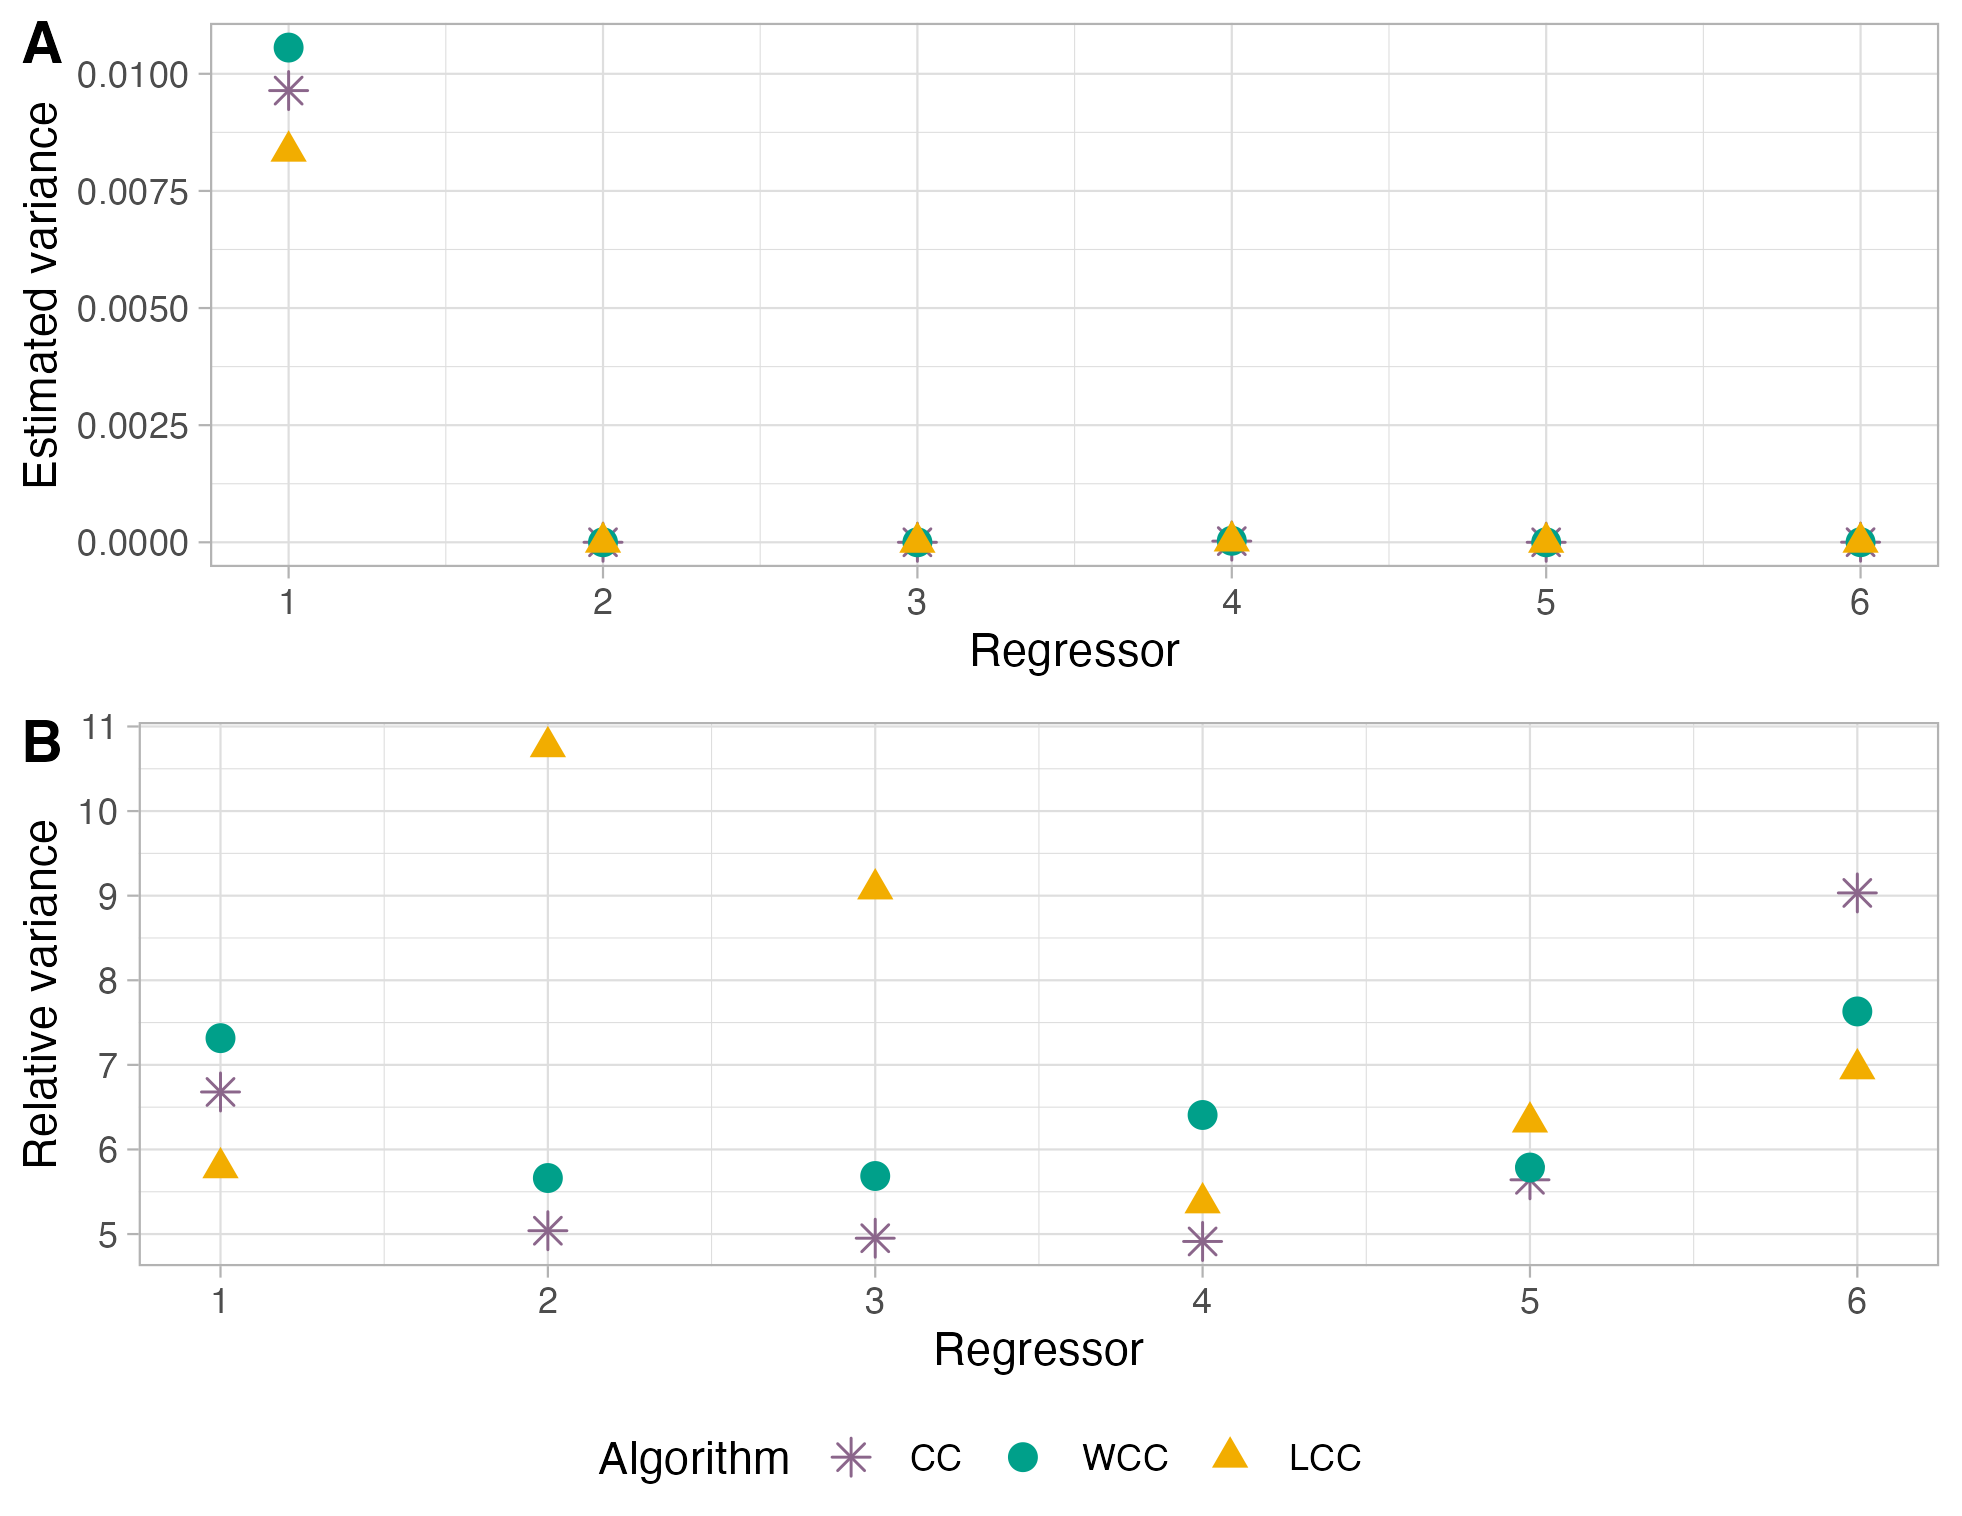 A
Estimated variance
0.0100
0.0075
0.0050
0.0025
0.0000
1 2 3 4 5 6
Regressor
B
Relative variance
11
10
9
8
7
6
5
1 2 3 4 5 6
Regressor
Algorithm CC WCC LCC